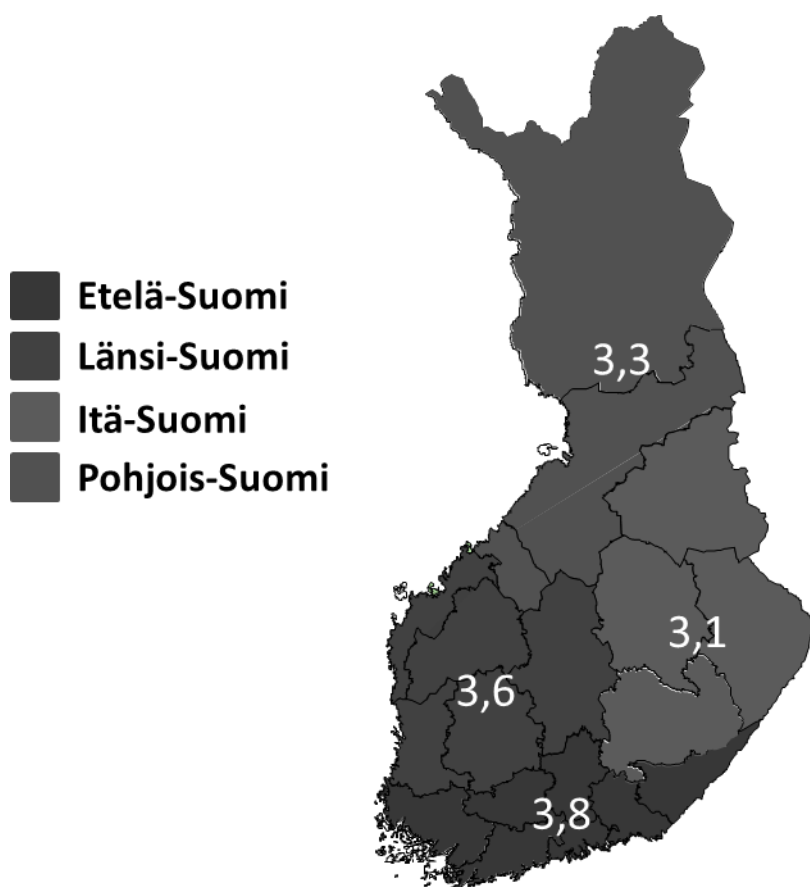 Etelä-Suomi
Länsi-Suomi
Itä-Suomi
Pohjois-Suomi
3,3
3,1
3,6
3,8